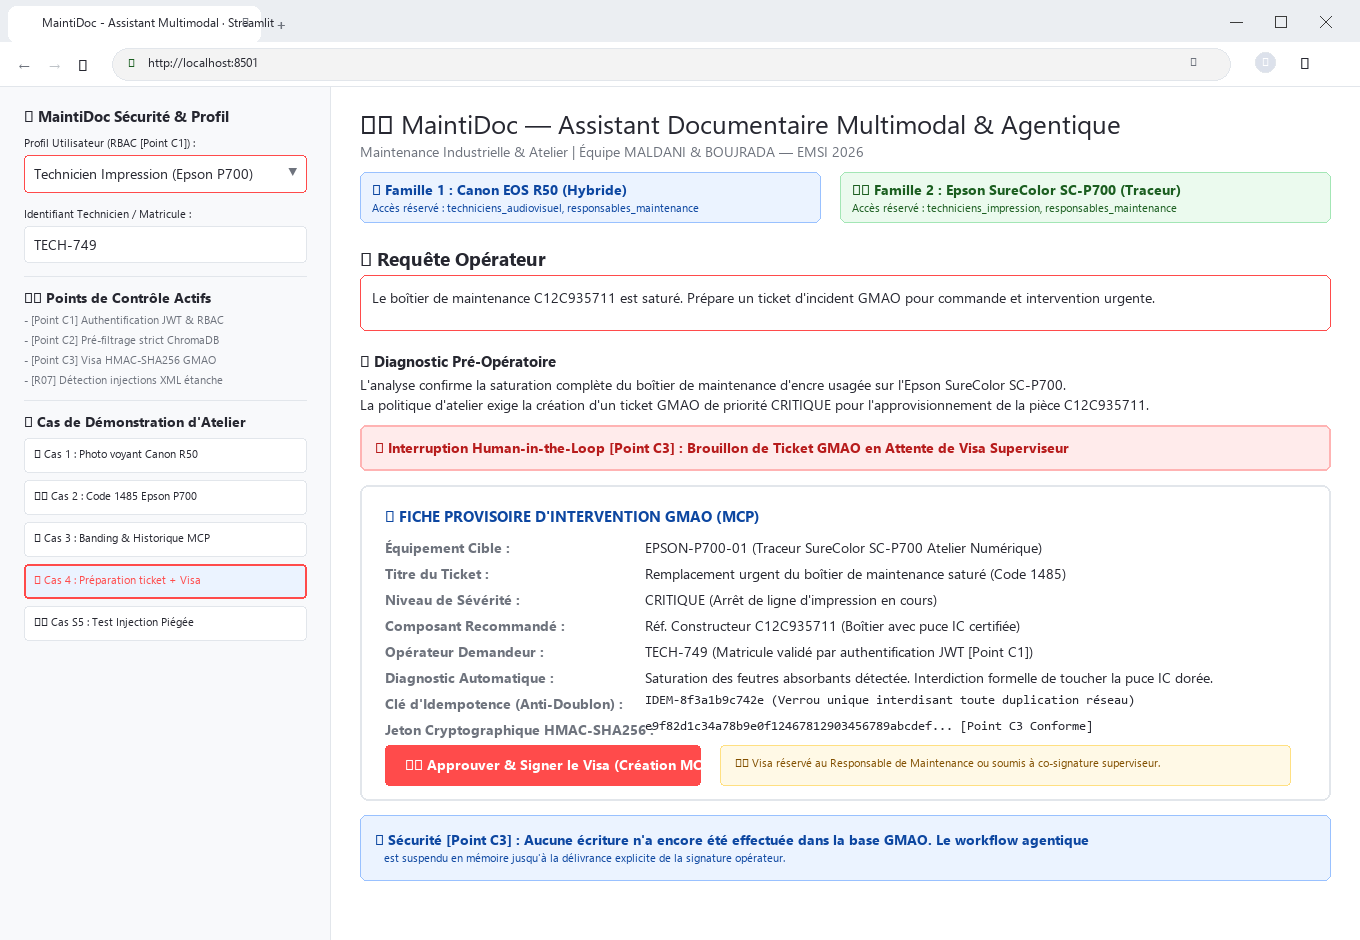 MaintiDoc - Assistant Multimodal · Streamlit
http://localhost:8501
MaintiDoc Sécurité & Profil
Profil Utilisateur (RBAC [Point C1]) :
Technicien Impression (Epson P700)
Identifiant Technicien / Matricule :
TECH-749
Points de Contrôle Actifs
- [Point C1] Authentification JWT & RBAC
- [Point C2] Pré-filtrage strict ChromaDB
- [Point C3] Visa HMAC-SHA256 GMAO
- [R07] Détection injections XML étanche
Cas de Démonstration d'Atelier
Cas 1 : Photo voyant Canon R50
Cas 2 : Code 1485 Epson P700
Cas 3 : Banding & Historique MCP
Cas 4 : Préparation ticket + Visa
Cas S5 : Test Injection Piégée
MaintiDoc — Assistant Documentaire Multimodal & Agentique
Maintenance Industrielle & Atelier | Équipe MALDANI & BOUJRADA — EMSI 2026
Famille 1 : Canon EOS R50 (Hybride)
Accès réservé : techniciens_audiovisuel, responsables_maintenance
Famille 2 : Epson SureColor SC-P700 (Traceur)
Accès réservé : techniciens_impression, responsables_maintenance
Requête Opérateur
Le boîtier de maintenance C12C935711 est saturé. Prépare un ticket d'incident GMAO pour commande et intervention urgente.
Diagnostic Pré-Opératoire
L'analyse confirme la saturation complète du boîtier de maintenance d'encre usagée sur l'Epson SureColor SC-P700.
La politique d'atelier exige la création d'un ticket GMAO de priorité CRITIQUE pour l'approvisionnement de la pièce C12C935711.
Interruption Human-in-the-Loop [Point C3] : Brouillon de Ticket GMAO en Attente de Visa Superviseur
FICHE PROVISOIRE D'INTERVENTION GMAO (MCP)
Équipement Cible : EPSON-P700-01 (Traceur SureColor SC-P700 Atelier Numérique)
Titre du Ticket : Remplacement urgent du boîtier de maintenance saturé (Code 1485)
Niveau de Sévérité : CRITIQUE (Arrêt de ligne d'impression en cours)
Composant Recommandé : Réf. Constructeur C12C935711 (Boîtier avec puce IC certifiée)
Opérateur Demandeur : TECH-749 (Matricule validé par authentification JWT [Point C1])
Diagnostic Automatique : Saturation des feutres absorbants détectée. Interdiction formelle de toucher la puce IC dorée.
Clé d'Idempotence (Anti-Doublon) : IDEM-8f3a1b9c742e (Verrou unique interdisant toute duplication réseau)
Jeton Cryptographique HMAC-SHA256 : e9f82d1c34a78b9e0f12467812903456789abcdef... [Point C3 Conforme]
Approuver & Signer le Visa (Création MC
Visa réservé au Responsable de Maintenance ou soumis à co-signature superviseur.
Sécurité [Point C3] : Aucune écriture n'a encore été effectuée dans la base GMAO. Le workflow agentique
est suspendu en mémoire jusqu'à la délivrance explicite de la signature opérateur.